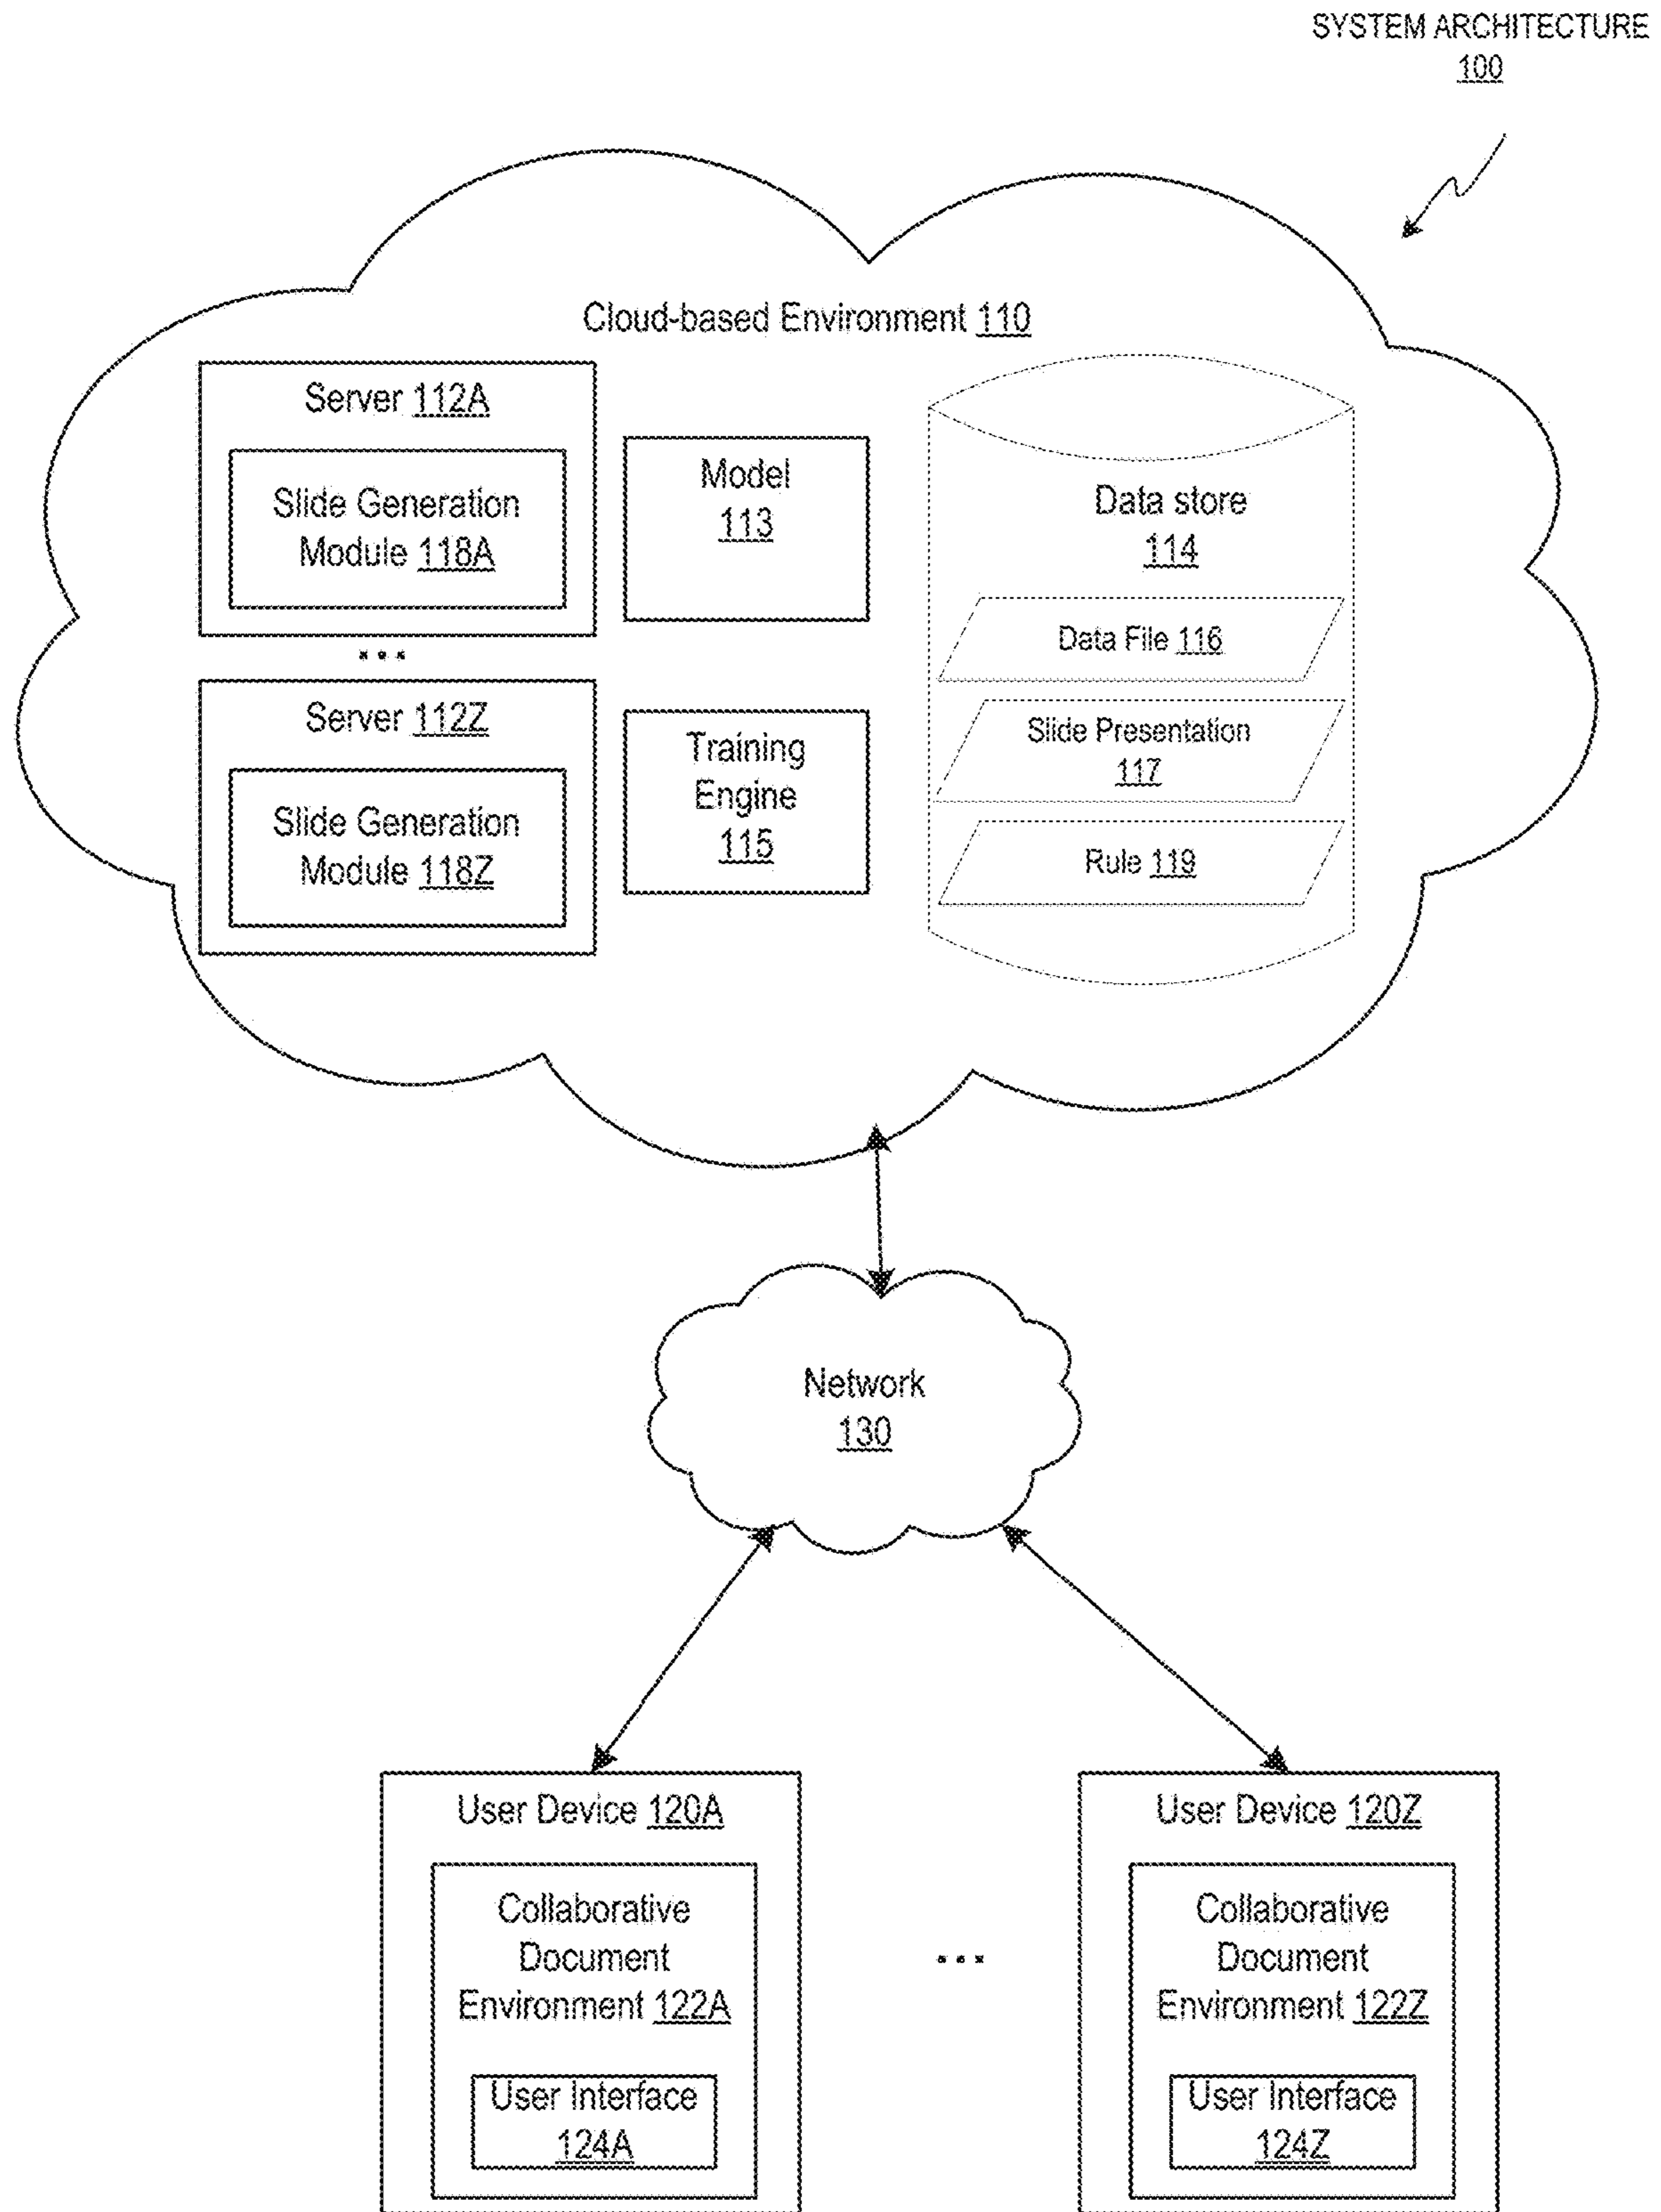 SYSTEM ARCHITECTURE
100
Cloud-based Environment 110
Server 112A
Slide Generation
Module 118A
...
Server 112Z
Slide Generation
Module 118Z
Model
113
Training
Engine
115
Data store
114
Data File 116
Slide Presentation
117
Rule 119
Network
130
User Device 120A
Collaborative
Document
Environment 122A
User Interface
124A
...
User Device 120Z
Collaborative
Document
Environment 122Z
User Interface
124Z